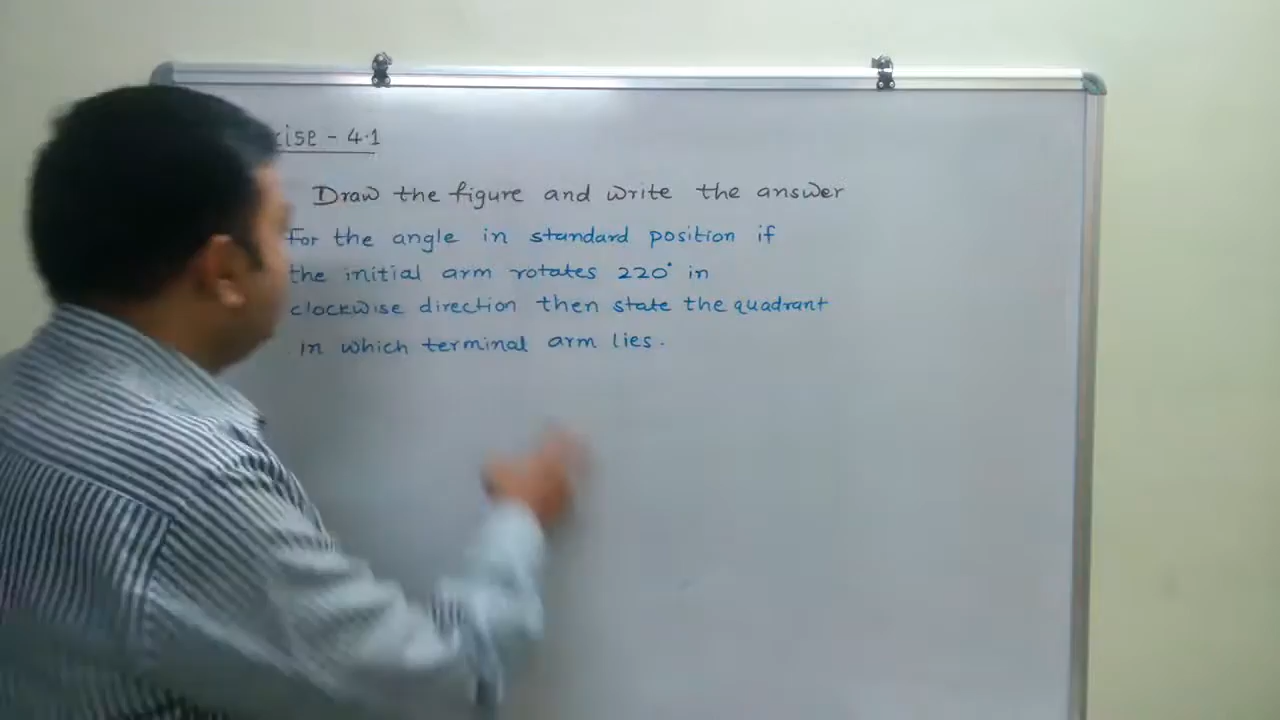 cise - 4.1
Draw the figure and write the answer
for the angle in standard position if
the initial arm rotates 220° in
clockwise direction then state the quadrant
in which terminal arm lies.